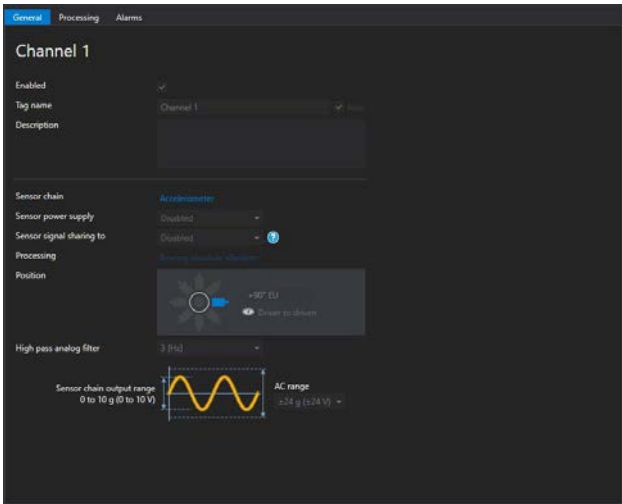 General Processing Alarms
Channel 1
Enabled
Tag name Channel 1
Description
Sensor chain Accelerometer
Sensor power supply Disabled
Sensor signal sharing to Disabled ?
Processing
Position
+90° EU
Driver to driven
High pass analog filter 3 [Hz]
Sensor chain output range
0 to 10 g (0 to 10 V)
AC range
±24 g (±24 V)